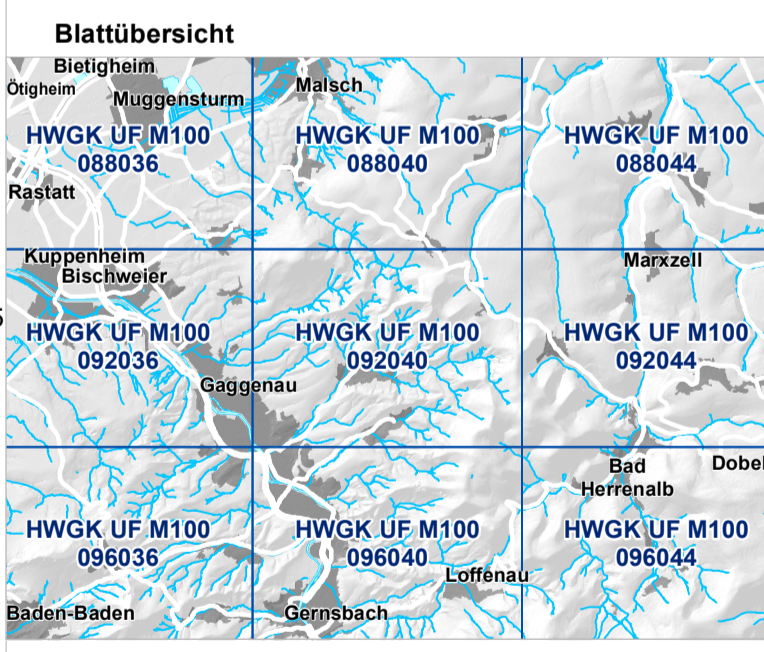 Blattübersicht
Bietigheim
Ötigheim
Muggensturm
Malsch
HWGK UF M100
088036
HWGK UF M100
088040
HWGK UF M100
088044
Rastatt
Kuppenheim
Bischweier
Marxzell
5
HWGK UF M100
092036
HWGK UF M100
092040
HWGK UF M100
092044
Gaggenau
Bad
Herrenalb
Dobel
HWGK UF M100
096036
HWGK UF M100
096040
HWGK UF M100
096044
Loffenau
Baden-Baden
Gernsbach